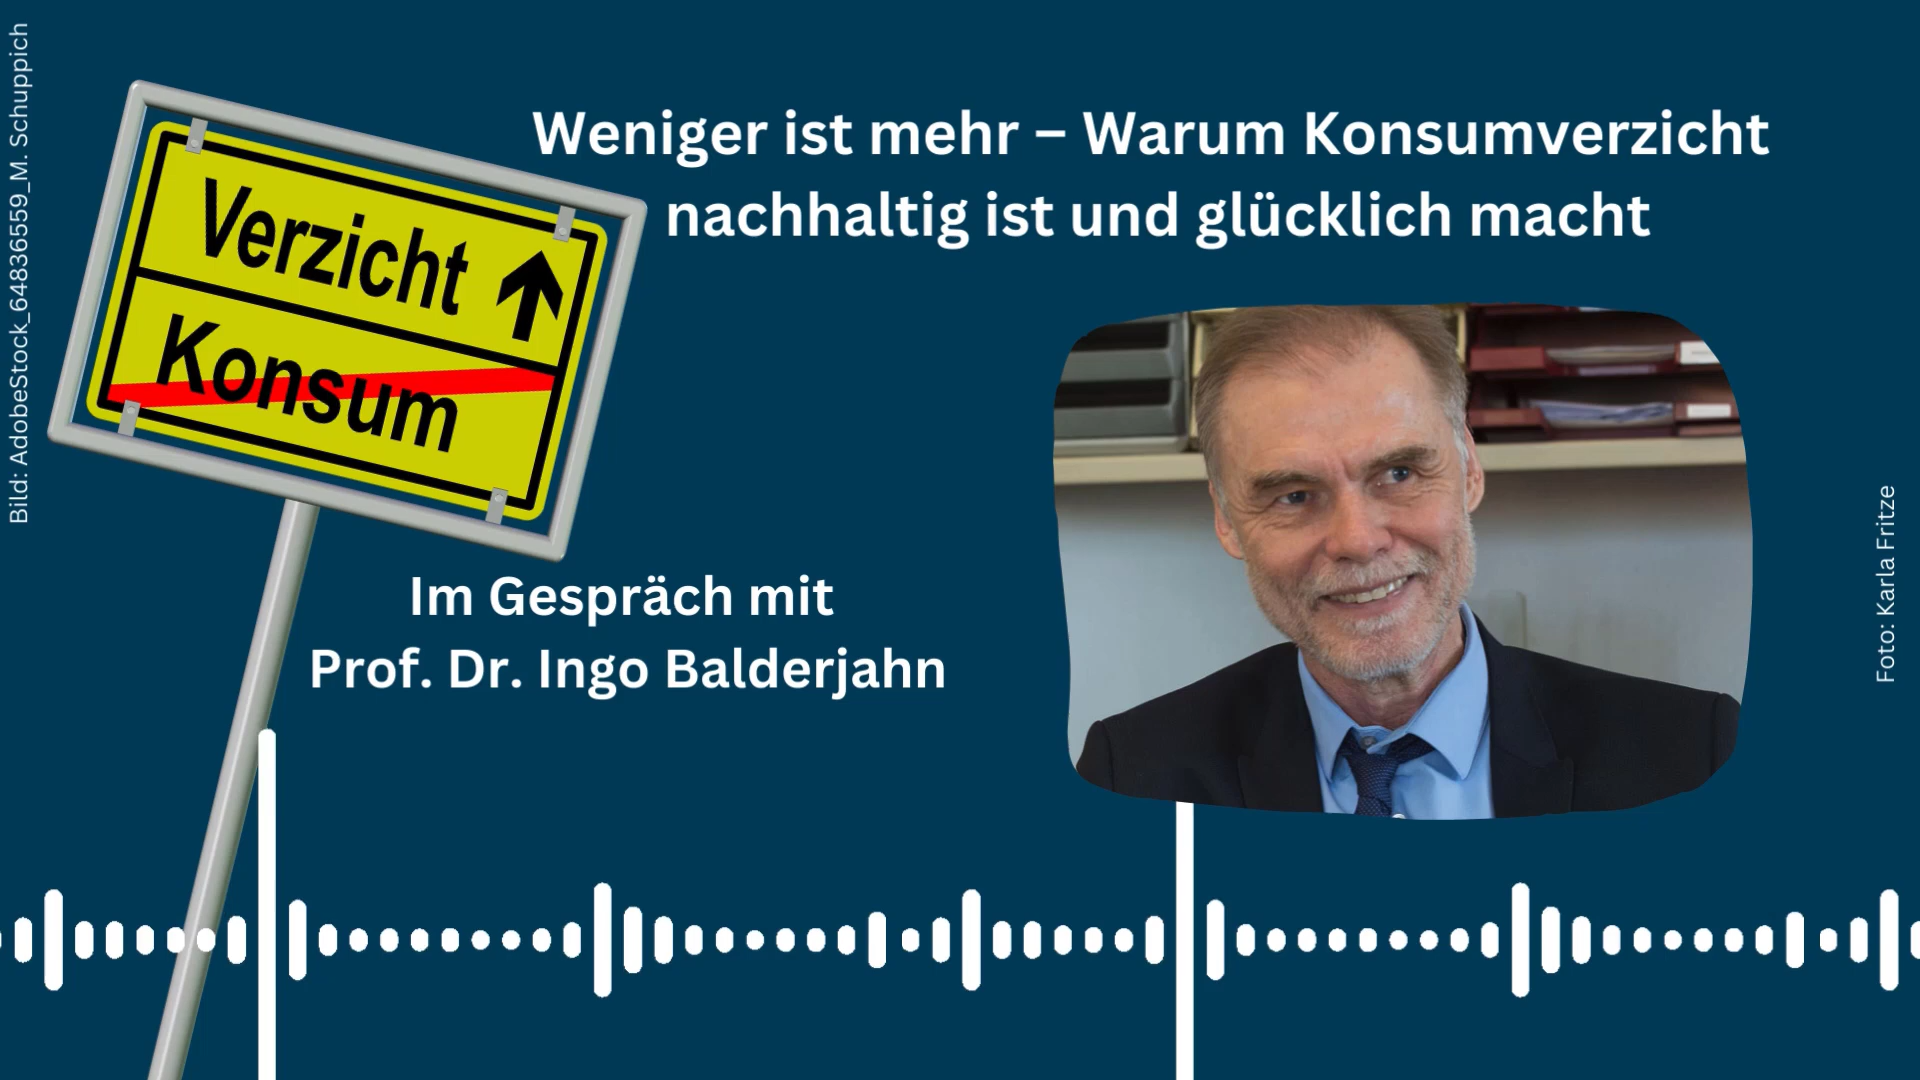 Bild: AdobeStock_64836559_M. Schuppich
Weniger ist mehr – Warum Konsumverzicht
nachhaltig ist und glücklich macht
Verzicht
Konsum
Im Gespräch mit
Prof. Dr. Ingo Balderjahn
Foto: Karla Fritze